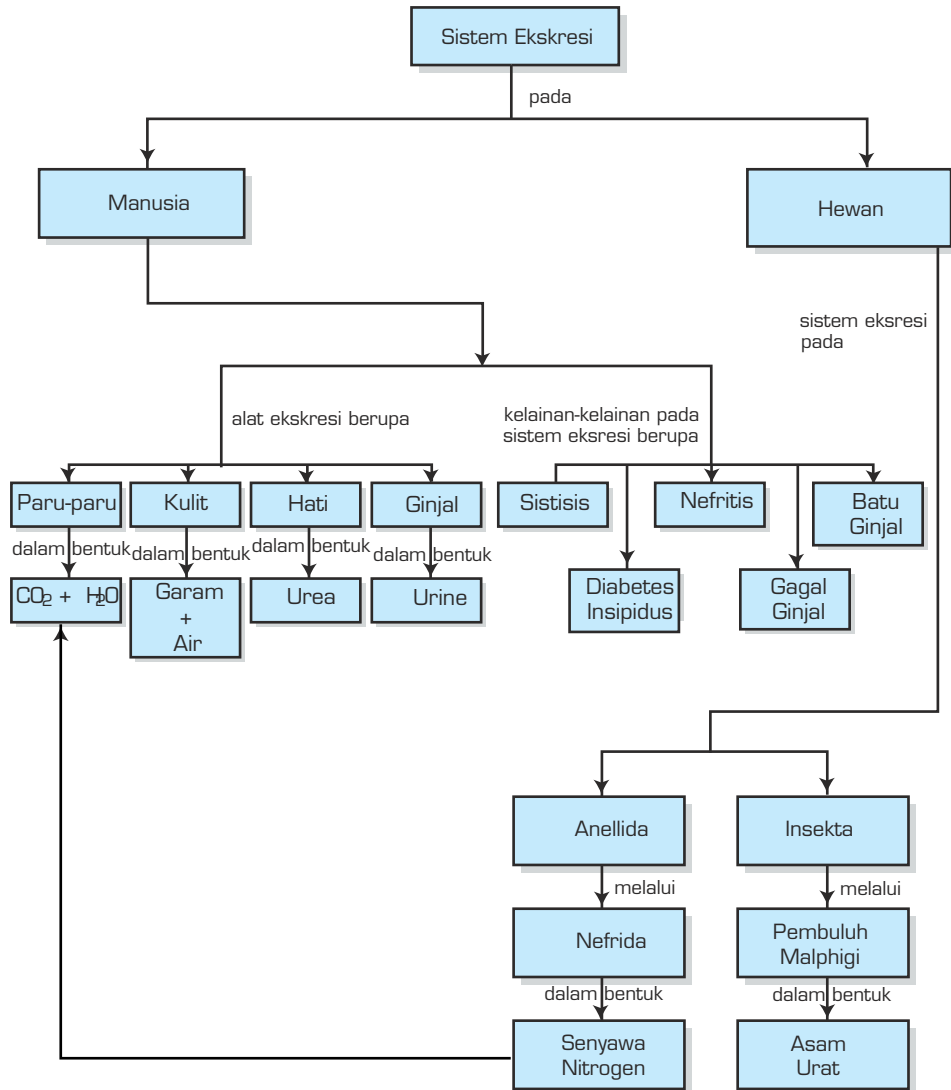 Sistem Ekskresi
pada
Manusia
Hewan
sistem eksresi
pada
alat ekskresi berupa
kelainan-kelainan pada
sistem eksresi berupa
Paru-paru
Kulit
Hati
Ginjal
Sistisis
Nefritis
Batu
Ginjal
dalam bentuk
dalam bentuk
dalam bentuk
dalam bentuk
CO2 + H2O
Garam
+
Air
Urea
Urine
Diabetes
Insipidus
Gagal
Ginjal
Anellida
Insekta
melalui
melalui
Nefrida
Pembuluh
Malphigi
dalam bentuk
dalam bentuk
Senyawa
Nitrogen
Asam
Urat